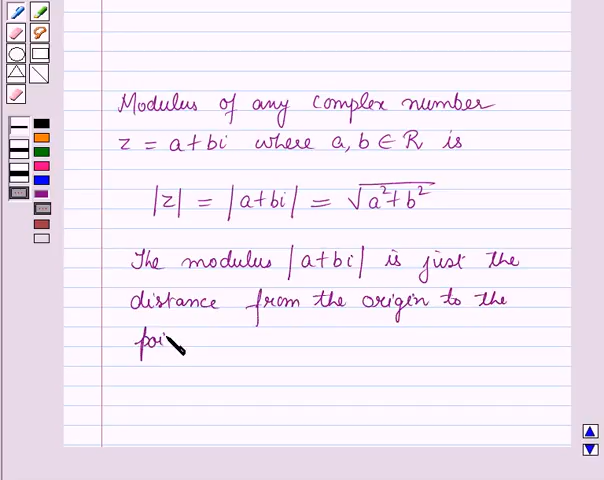 Modulus of any complex number
z = a+bi where a, b ∈ R is
|z| = |a+bi| = √(a²+b²)
The modulus |a+bi| is just the
distance from the origin to the
poi